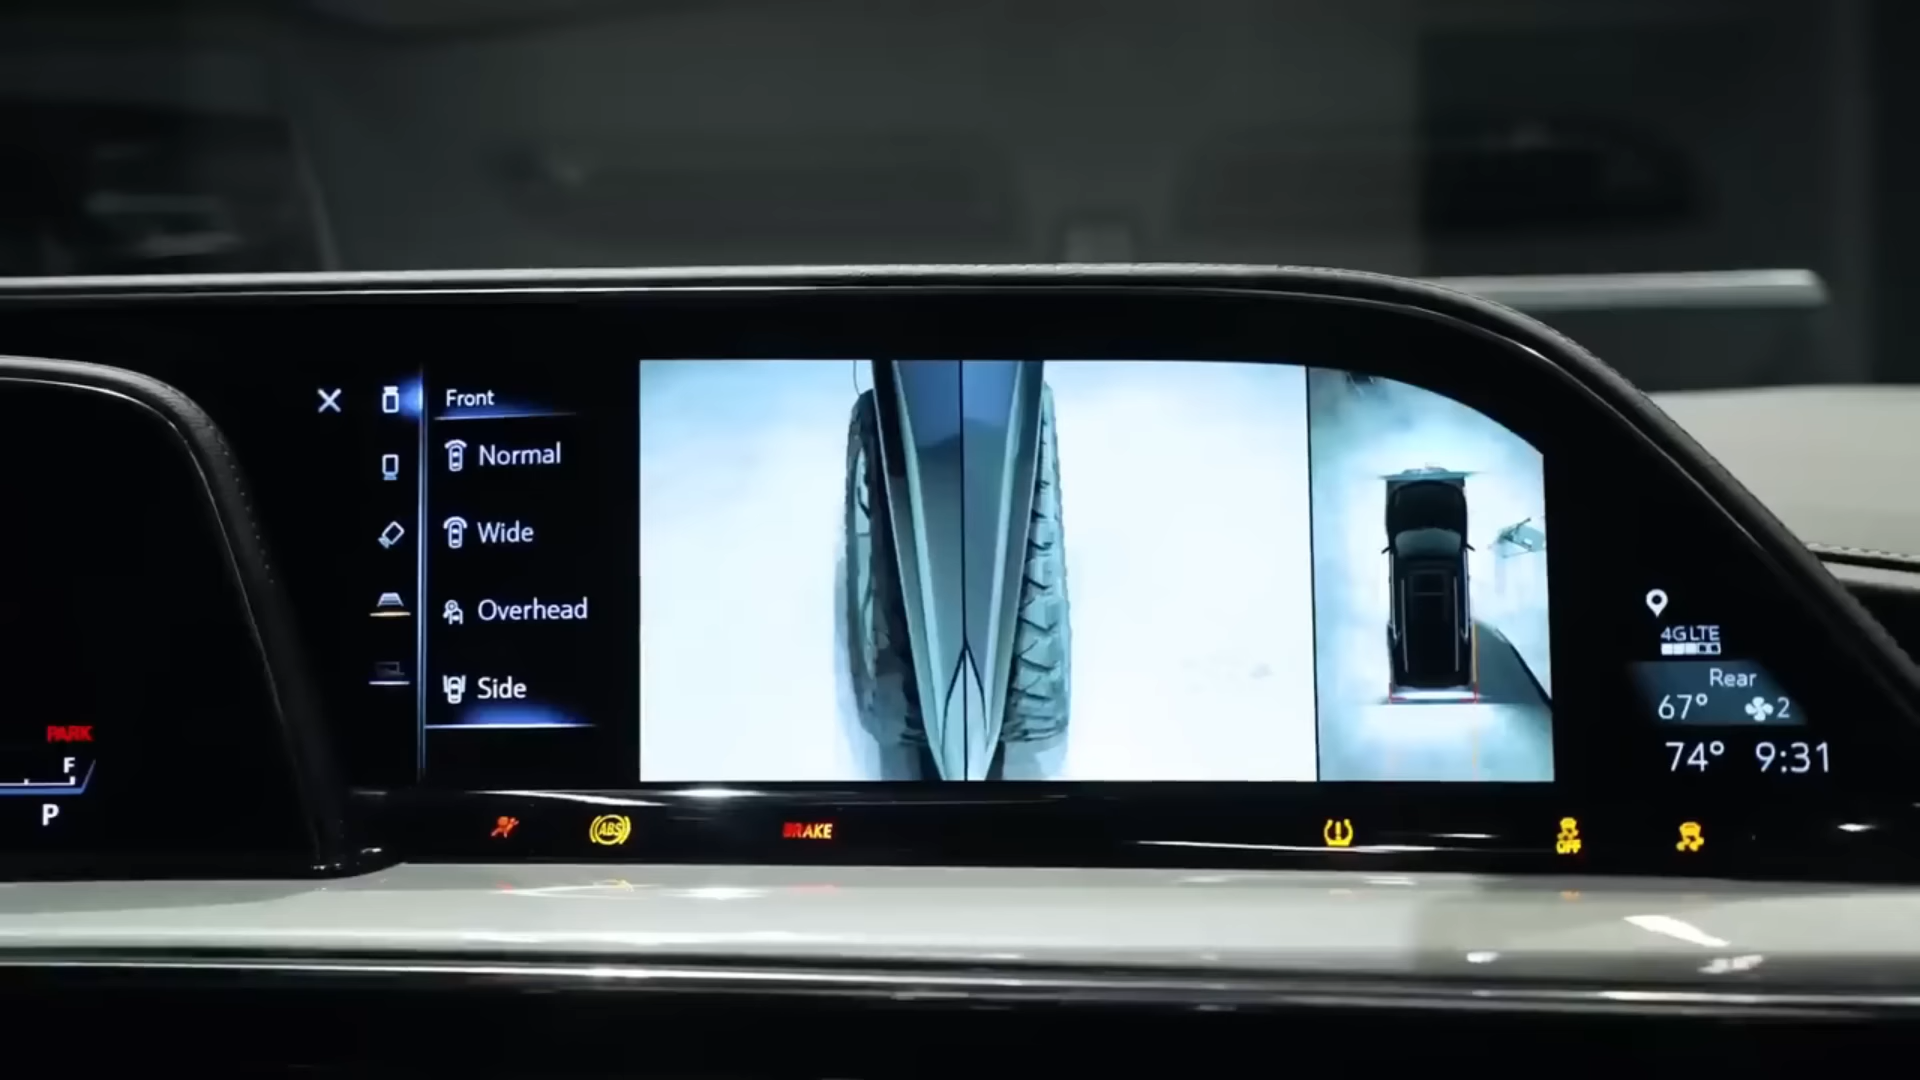 Front
Normal
Wide
Overhead
Side
4G LTE
Rear
67° 2
74° 9:31
PARK
F
P
ABS
BRAKE
OFF